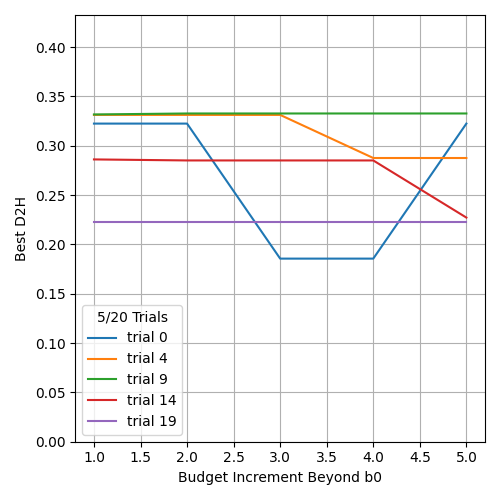 0.40
0.35
0.30
0.25
0.20
0.15
0.10
0.05
0.00
Best D2H
5/20 Trials
trial 0
trial 4
trial 9
trial 14
trial 19
1.0 1.5 2.0 2.5 3.0 3.5 4.0 4.5 5.0
Budget Increment Beyond b0